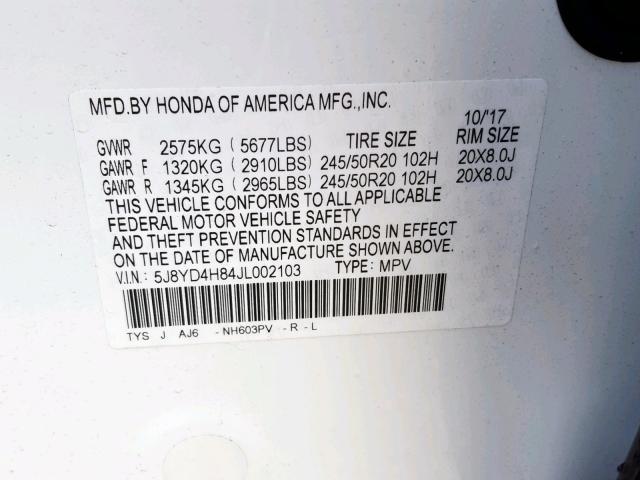 MFD.BY HONDA OF AMERICA MFG.,INC. 10/'17
GVWR 2575KG ( 5677LBS) TIRE SIZE RIM SIZE
GAWR F 1320KG ( 2910LBS) 245/50R20 102H 20X8.0J
GAWR R 1345KG ( 2965LBS) 245/50R20 102H 20X8.0J
THIS VEHICLE CONFORMS TO ALL APPLICABLE
FEDERAL MOTOR VEHICLE SAFETY
AND THEFT PREVENTION STANDARDS IN EFFECT
ON THE DATE OF MANUFACTURE SHOWN ABOVE.
V.I.N.: 5J8YD4H84JL002103 TYPE: MPV
TYS J AJ6 - NH603PV - R - L